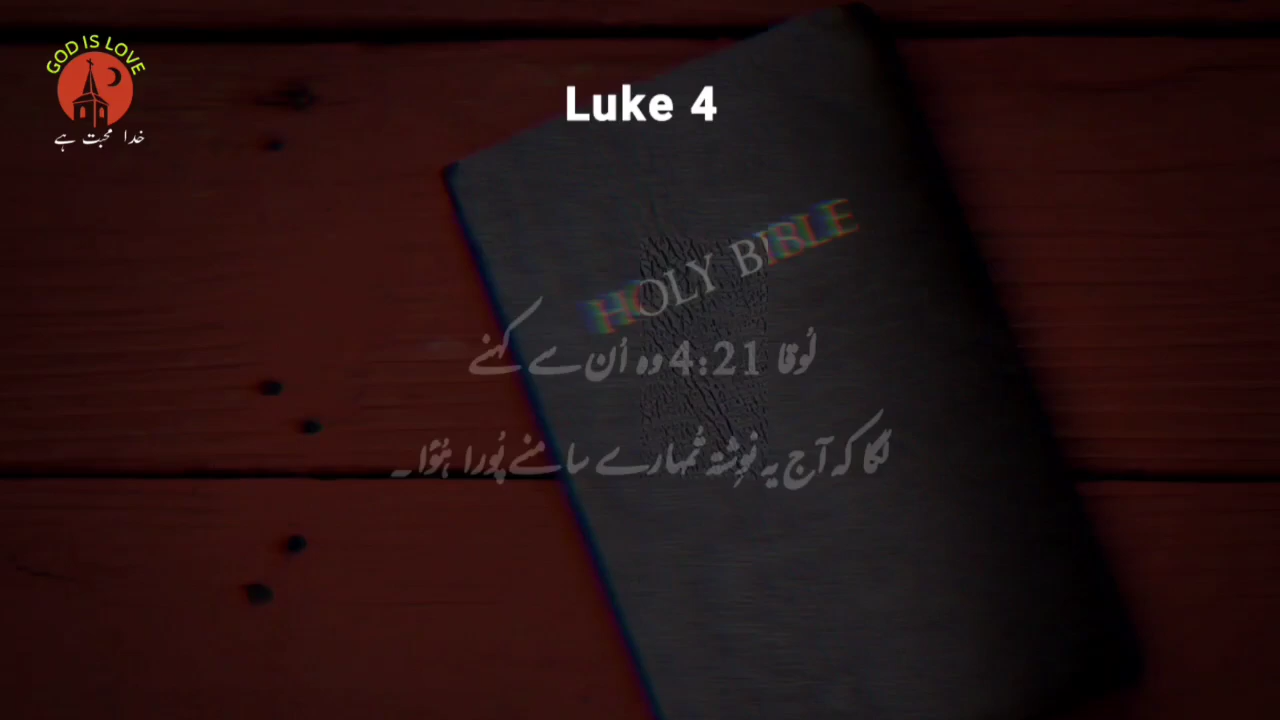 GOD IS LOVE
خدا محبت ہے
Luke 4
HOLY BIBLE
لُوقا 4:21 وہ اُن سے کہنے
لگا کہ آج یہ نوِشتہ تُمہارے سامنے پُورا ہُؤا۔